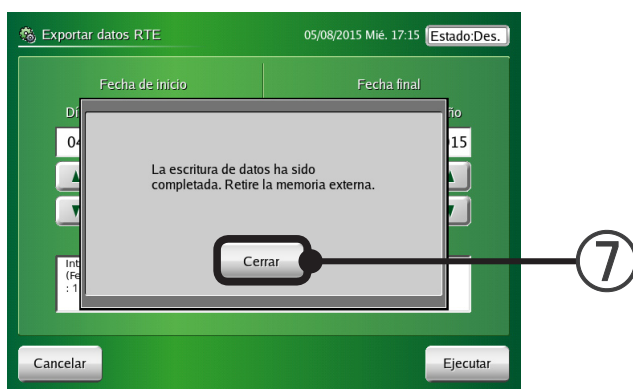 Exportar datos RTE
05/08/2015 Mié. 17:15
Estado:Des.
Fecha de inicio
Fecha final
La escritura de datos ha sido
completada. Retire la memoria externa.
Cerrar
7
Cancelar
Ejecutar